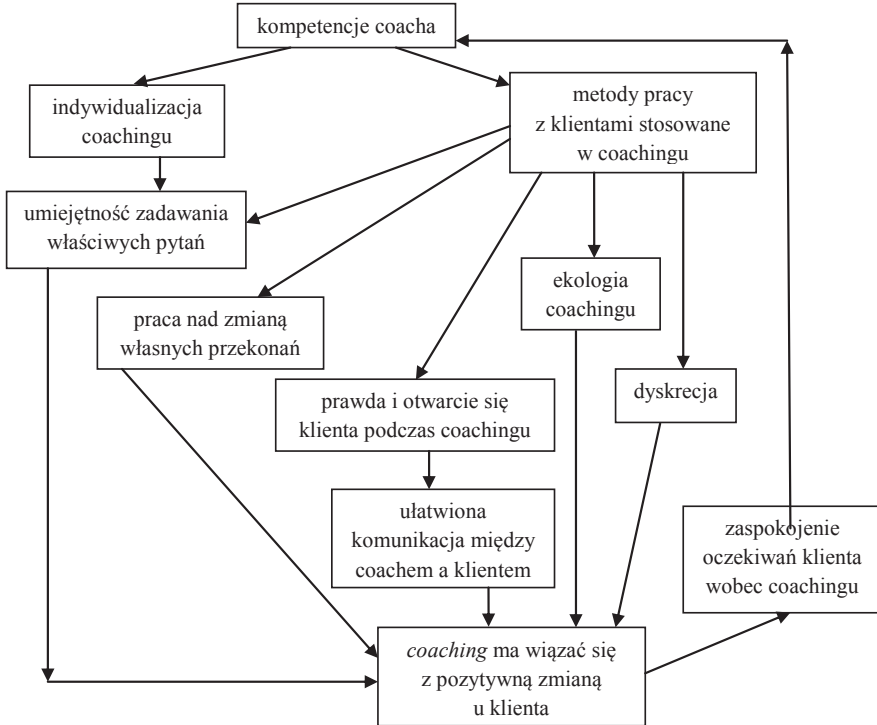 kompetencje coacha
indywidualizacja
coachingu
metody pracy
z klientami stosowane
w coachingu
umiejętność zadawania
właściwych pytań
ekologia
coachingu
praca nad zmianą
własnych przekonań
prawda i otwarcie się
klienta podczas coachingu
dyskrecja
ułatwiona
komunikacja między
coachem a klientem
zaspokojenie
oczekiwań klienta
wobec coachingu
coaching ma wiązać się
z pozytywną zmianą
u klienta